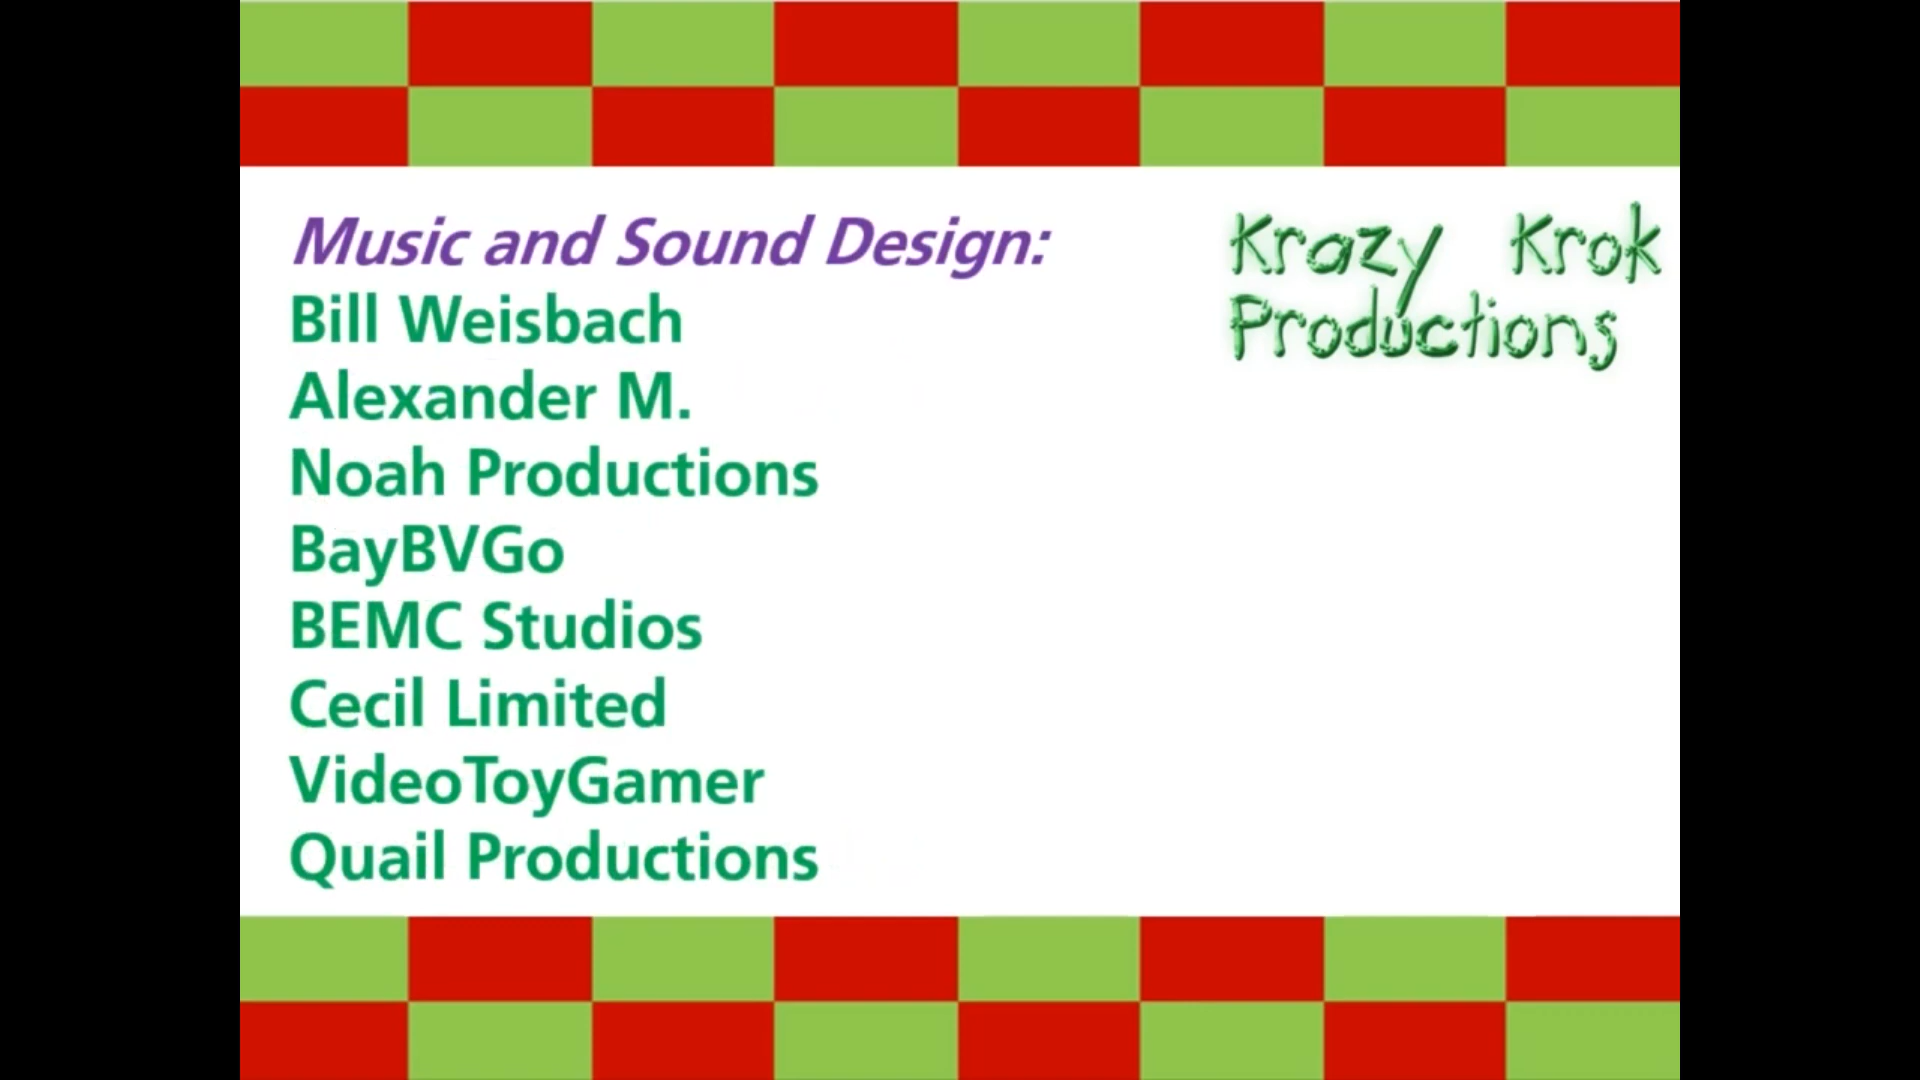 Music and Sound Design:
Bill Weisbach
Alexander M.
Noah Productions
BayBVGo
BEMC Studios
Cecil Limited
VideoToyGamer
Quail Productions
Krazy Krok
Productions